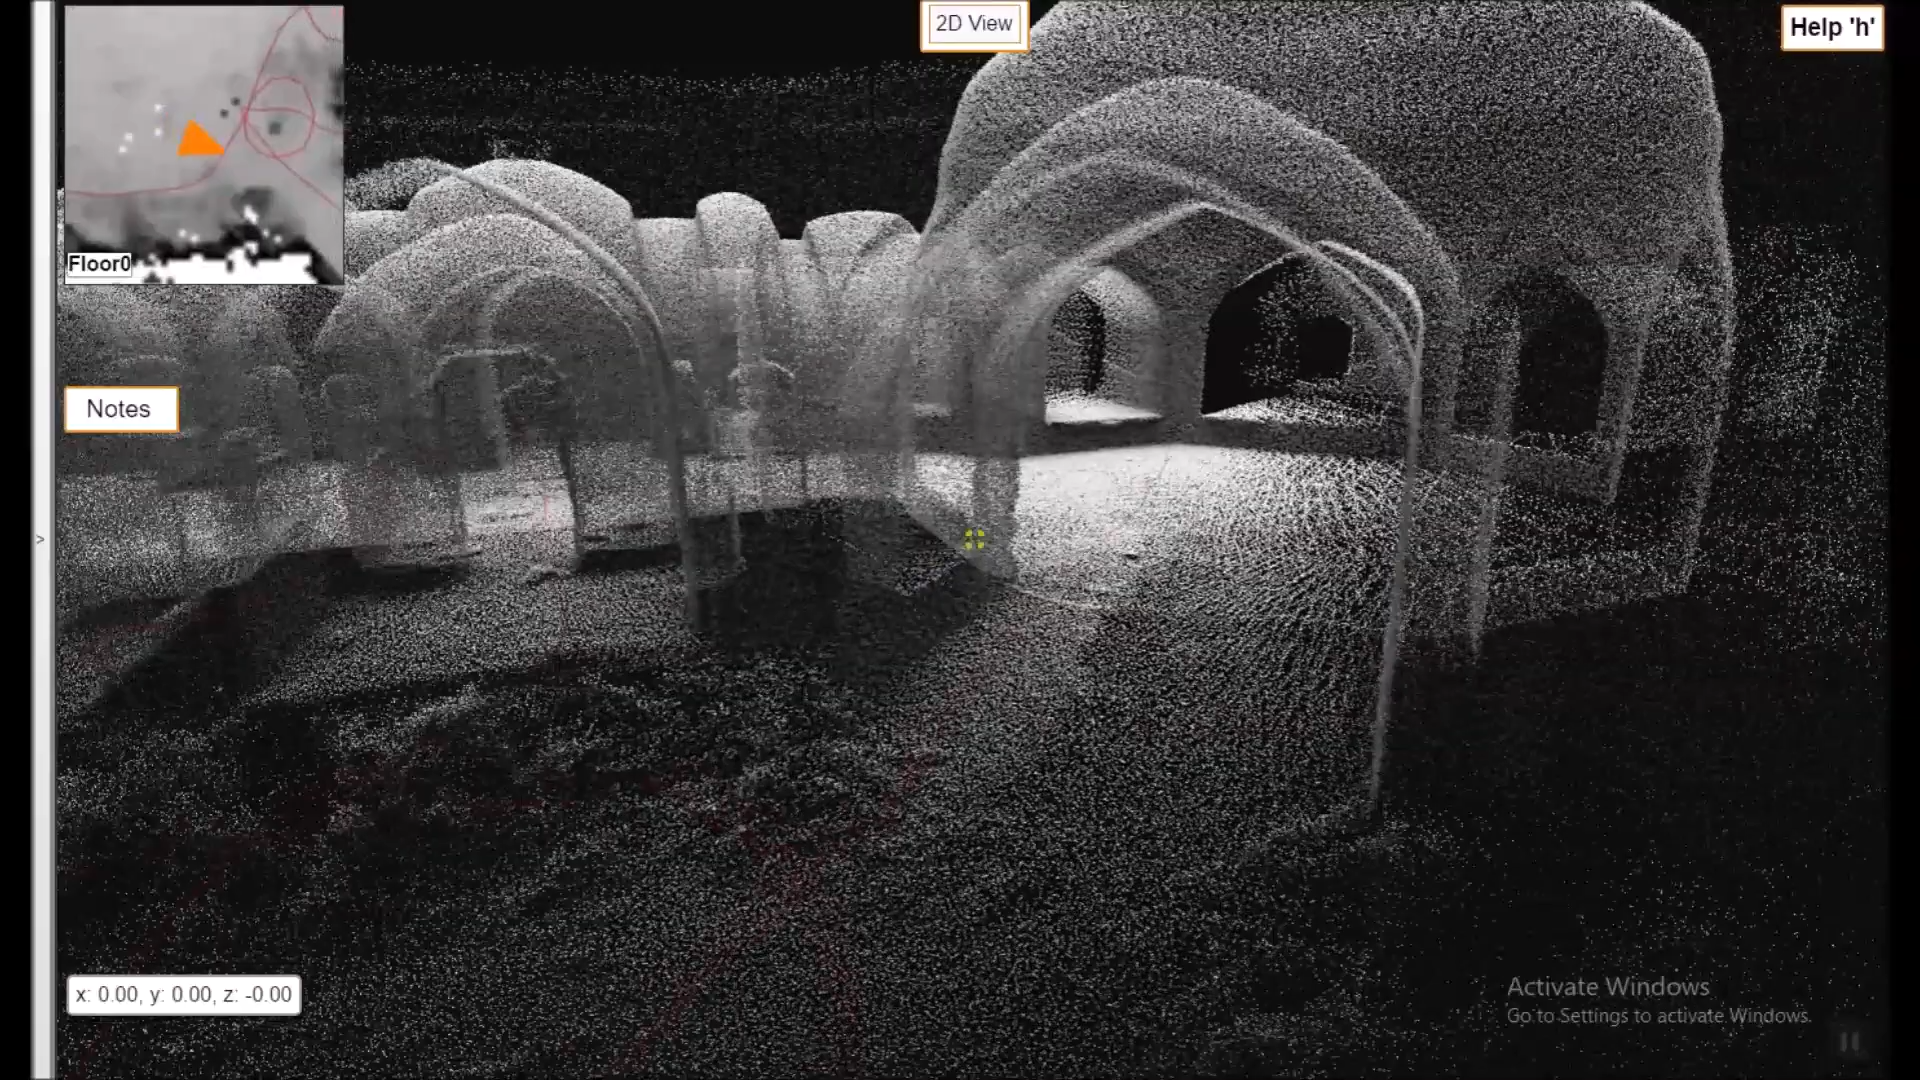 2D View
Help 'h'
Floor0
Notes
>
x: 0.00, y: 0.00, z: -0.00
Activate Windows
Go to Settings to activate Windows.